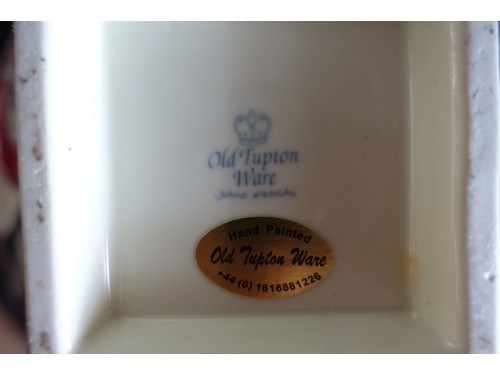 Old Tupton
Ware
Hand Painted
Old Tupton Ware
+44 (0) 1616881226